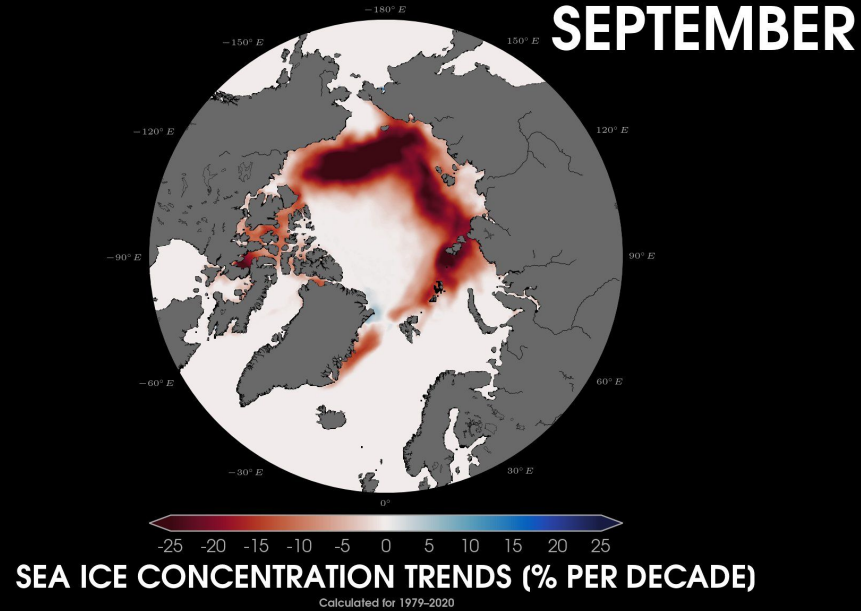 SEPTEMBER
−180° E
−150° E
150° E
−120° E
120° E
−90° E
90° E
−60° E
60° E
−30° E
30° E
0°
-25 -20 -15 -10 -5 0 5 10 15 20 25
SEA ICE CONCENTRATION TRENDS (% PER DECADE)
Calculated for 1979–2020